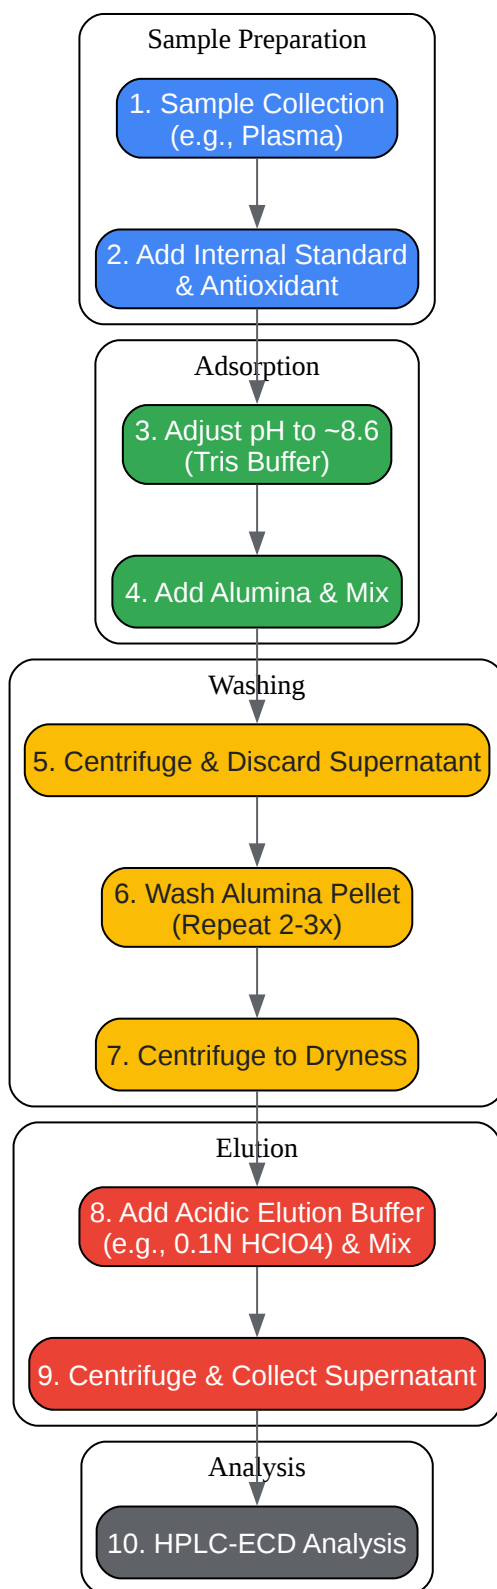 Sample Preparation
1. Sample Collection
(e.g., Plasma)
2. Add Internal Standard
& Antioxidant
Adsorption
3. Adjust pH to ~8.6
(Tris Buffer)
4. Add Alumina & Mix
Washing
5. Centrifuge & Discard Supernatant
6. Wash Alumina Pellet
(Repeat 2-3x)
7. Centrifuge to Dryness
Elution
8. Add Acidic Elution Buffer
(e.g., 0.1N HClO4) & Mix
9. Centrifuge & Collect Supernatant
Analysis
10. HPLC-ECD Analysis